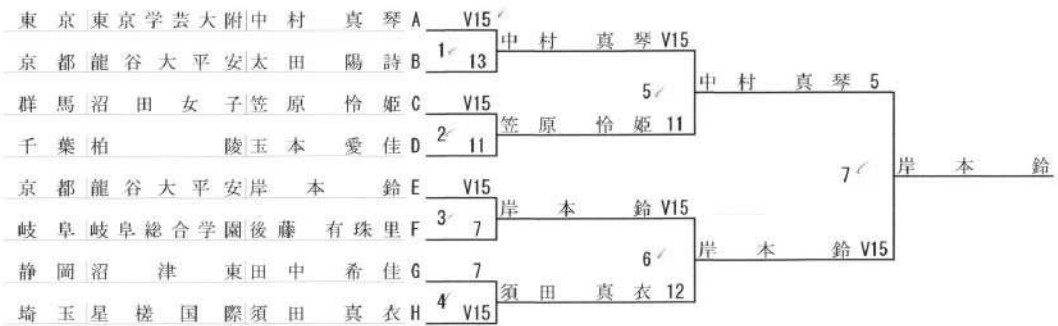 東京 東京学芸大附 中村 真琴 A V15
1 中村 真琴 V15
京都 龍谷大平安 太田 陽詩 B 13
中村 真琴 5
群馬 沼田女子 笠原 怜姫 C V15
5
2 笠原 怜姫 11
千葉 柏陵 玉本 愛佳 D 11
7 岸本 鈴
京都 龍谷大平安 岸本 鈴 E V15
3 岸本 鈴 V15
岐阜 岐阜総合学園 後藤 有珠里 F 7
6 岸本 鈴 V15
静岡 沼津東 田中 希佳 G 7
4 須田 真衣 12
埼玉 星槎国際 須田 真衣 H V15